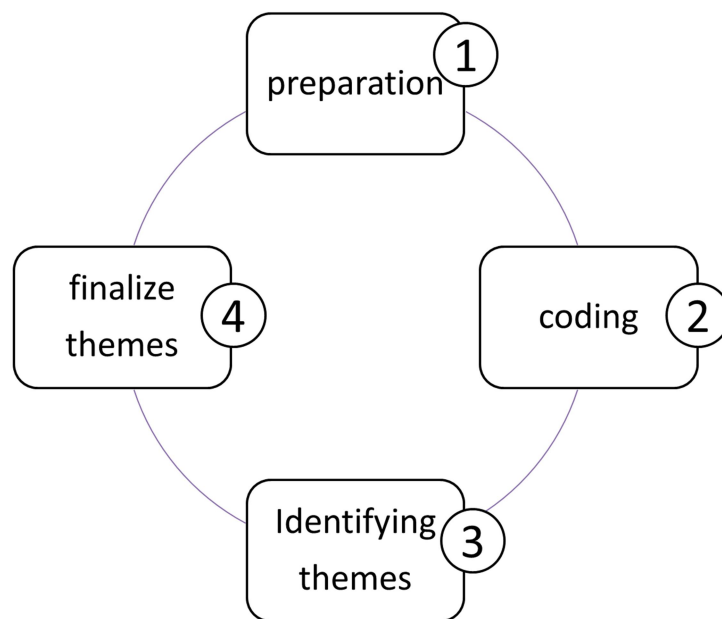 preparation
1
coding
2
Identifying
themes
3
finalize
themes
4